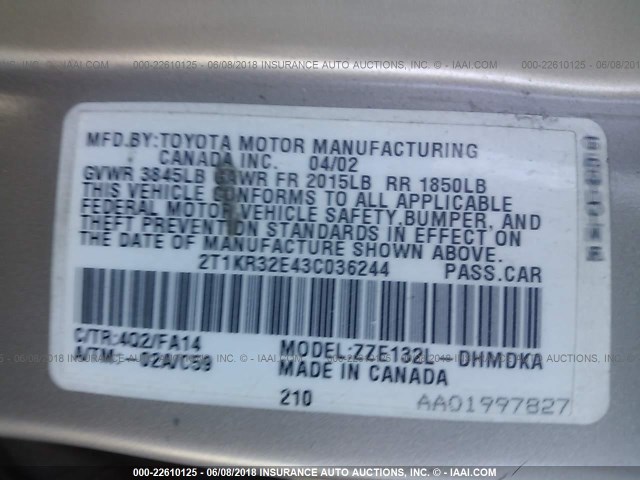 000-22610125 - 06/08/2018 INSURANCE AUTO AUCTIONS, INC. - © - IAAI.COM
MFD.BY:TOYOTA MOTOR MANUFACTURING
CANADA INC. 04/02
GVWR 3845LB GAWR FR 2015LB RR 1850LB
THIS VEHICLE CONFORMS TO ALL APPLICABLE
FEDERAL MOTOR VEHICLE SAFETY,BUMPER, AND
THEFT PREVENTION STANDARDS IN EFFECT ON
THE DATE OF MANUFACTURE SHOWN ABOVE.
2T1KR32E43C036244 PASS.CAR
C/TR:4Q2/FA14 MODEL:ZZE132L DHMDKA
02A/C59 MADE IN CANADA
210 AA01997827
000-22610125 - 06/08/2018 INSURANCE AUTO AUCTIONS, INC. - © - IAAI.COM